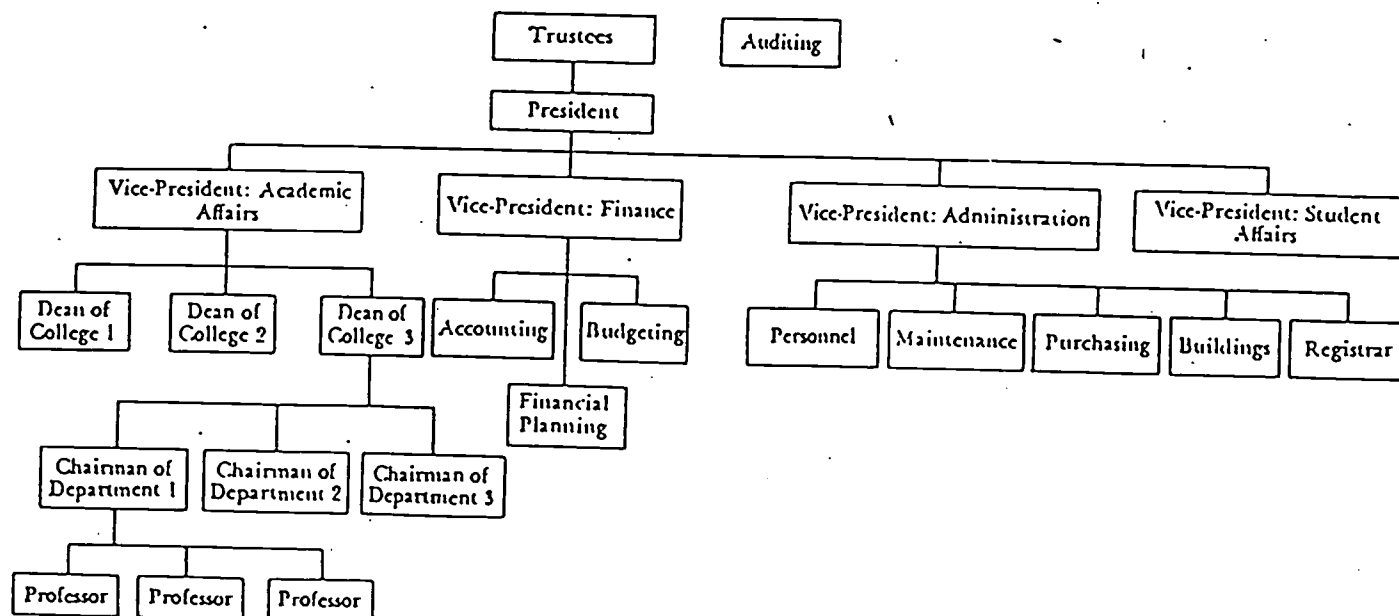 Trustees
Auditing
President
Vice-President: Academic
Affairs
Vice-President: Finance
Vice-President: Administration
Vice-President: Student
Affairs
Dean of
College 1
Dean of
College 2
Dean of
College 3
Accounting
Budgeting
Financial
Planning
Personnel
Maintenance
Purchasing
Buildings
Registrar
Chairman of
Department 1
Chairman of
Department 2
Chairman of
Department 3
Professor
Professor
Professor